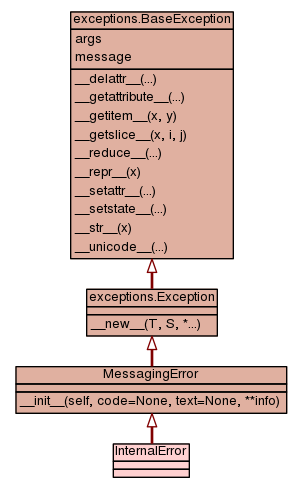 exceptions.BaseException
args
message
__delattr__(...)
__getattribute__(...)
__getitem__(x, y)
__getslice__(x, i, j)
__reduce__(...)
__repr__(x)
__setattr__(...)
__setstate__(...)
__str__(x)
__unicode__(...)
exceptions.Exception
__new__(T, S, *...)
MessagingError
__init__(self, code=None, text=None, **info)
InternalError